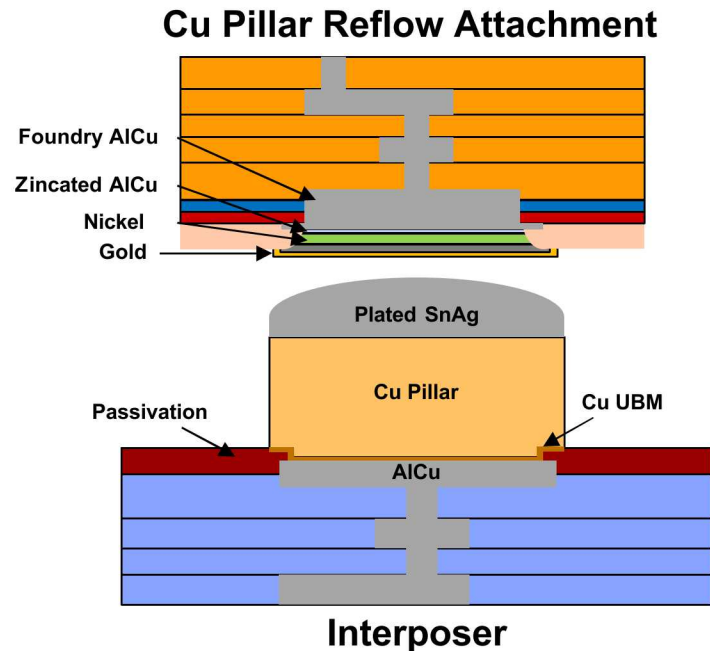 Cu Pillar Reflow Attachment
Foundry AlCu
Zincated AlCu
Nickel
Gold
Plated SnAg
Cu Pillar
Passivation
Cu UBM
AlCu
Interposer